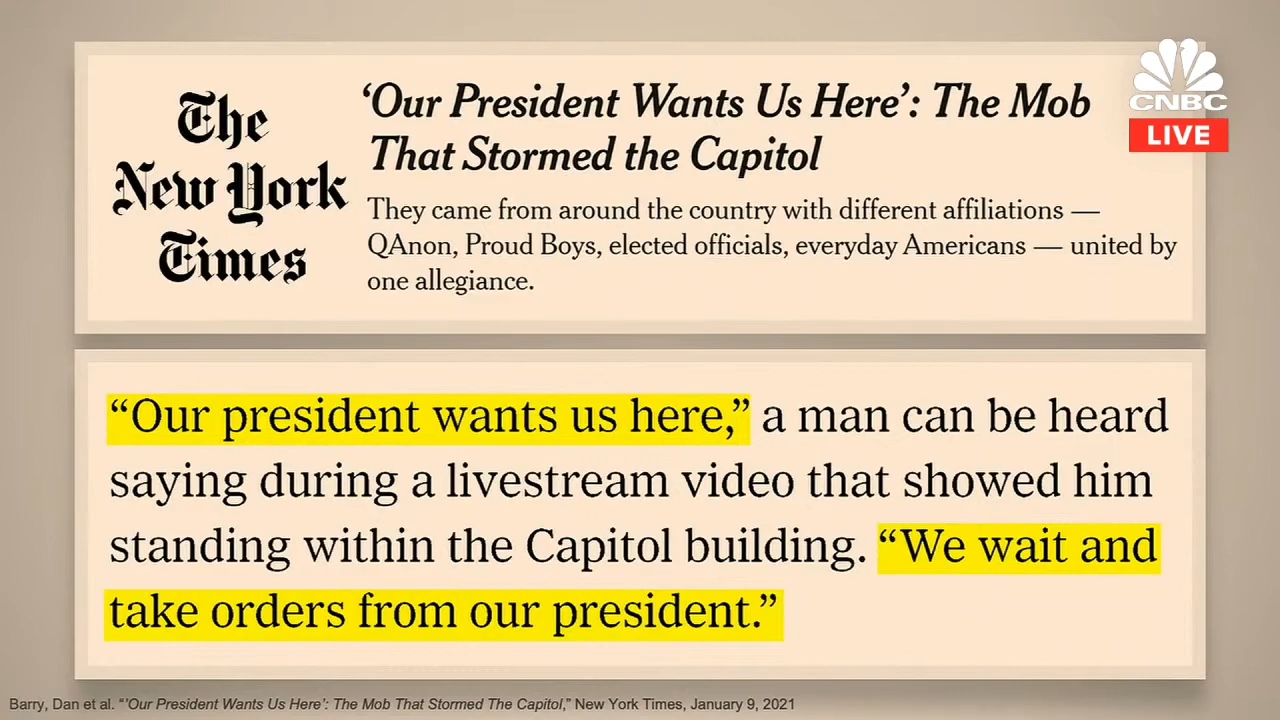 The
New York
Times
‘Our President Wants Us Here’: The Mob
That Stormed the Capitol
They came from around the country with different affiliations —
QAnon, Proud Boys, elected officials, everyday Americans — united by
one allegiance.
CNBC
LIVE
“Our president wants us here,” a man can be heard
saying during a livestream video that showed him
standing within the Capitol building. “We wait and
take orders from our president.”
Barry, Dan et al. “'Our President Wants Us Here': The Mob That Stormed The Capitol,” New York Times, January 9, 2021